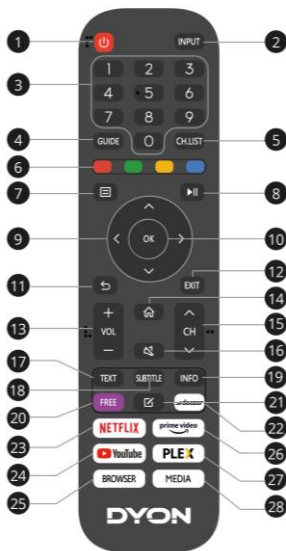 1 INPUT 2
1 2 3
3
4 5 6
7 8 9
4 GUIDE 0 CH.LIST 5
6
7 8
9 OK 10
11 EXIT 12
14
13 + VOL − CH 15
16
17 TEXT SUBTITLE INFO
18 19
20 FREE 21
22
23 NETFLIX prime video
26
24 YouTube PLEX
27
25 BROWSER MEDIA
28
DYON